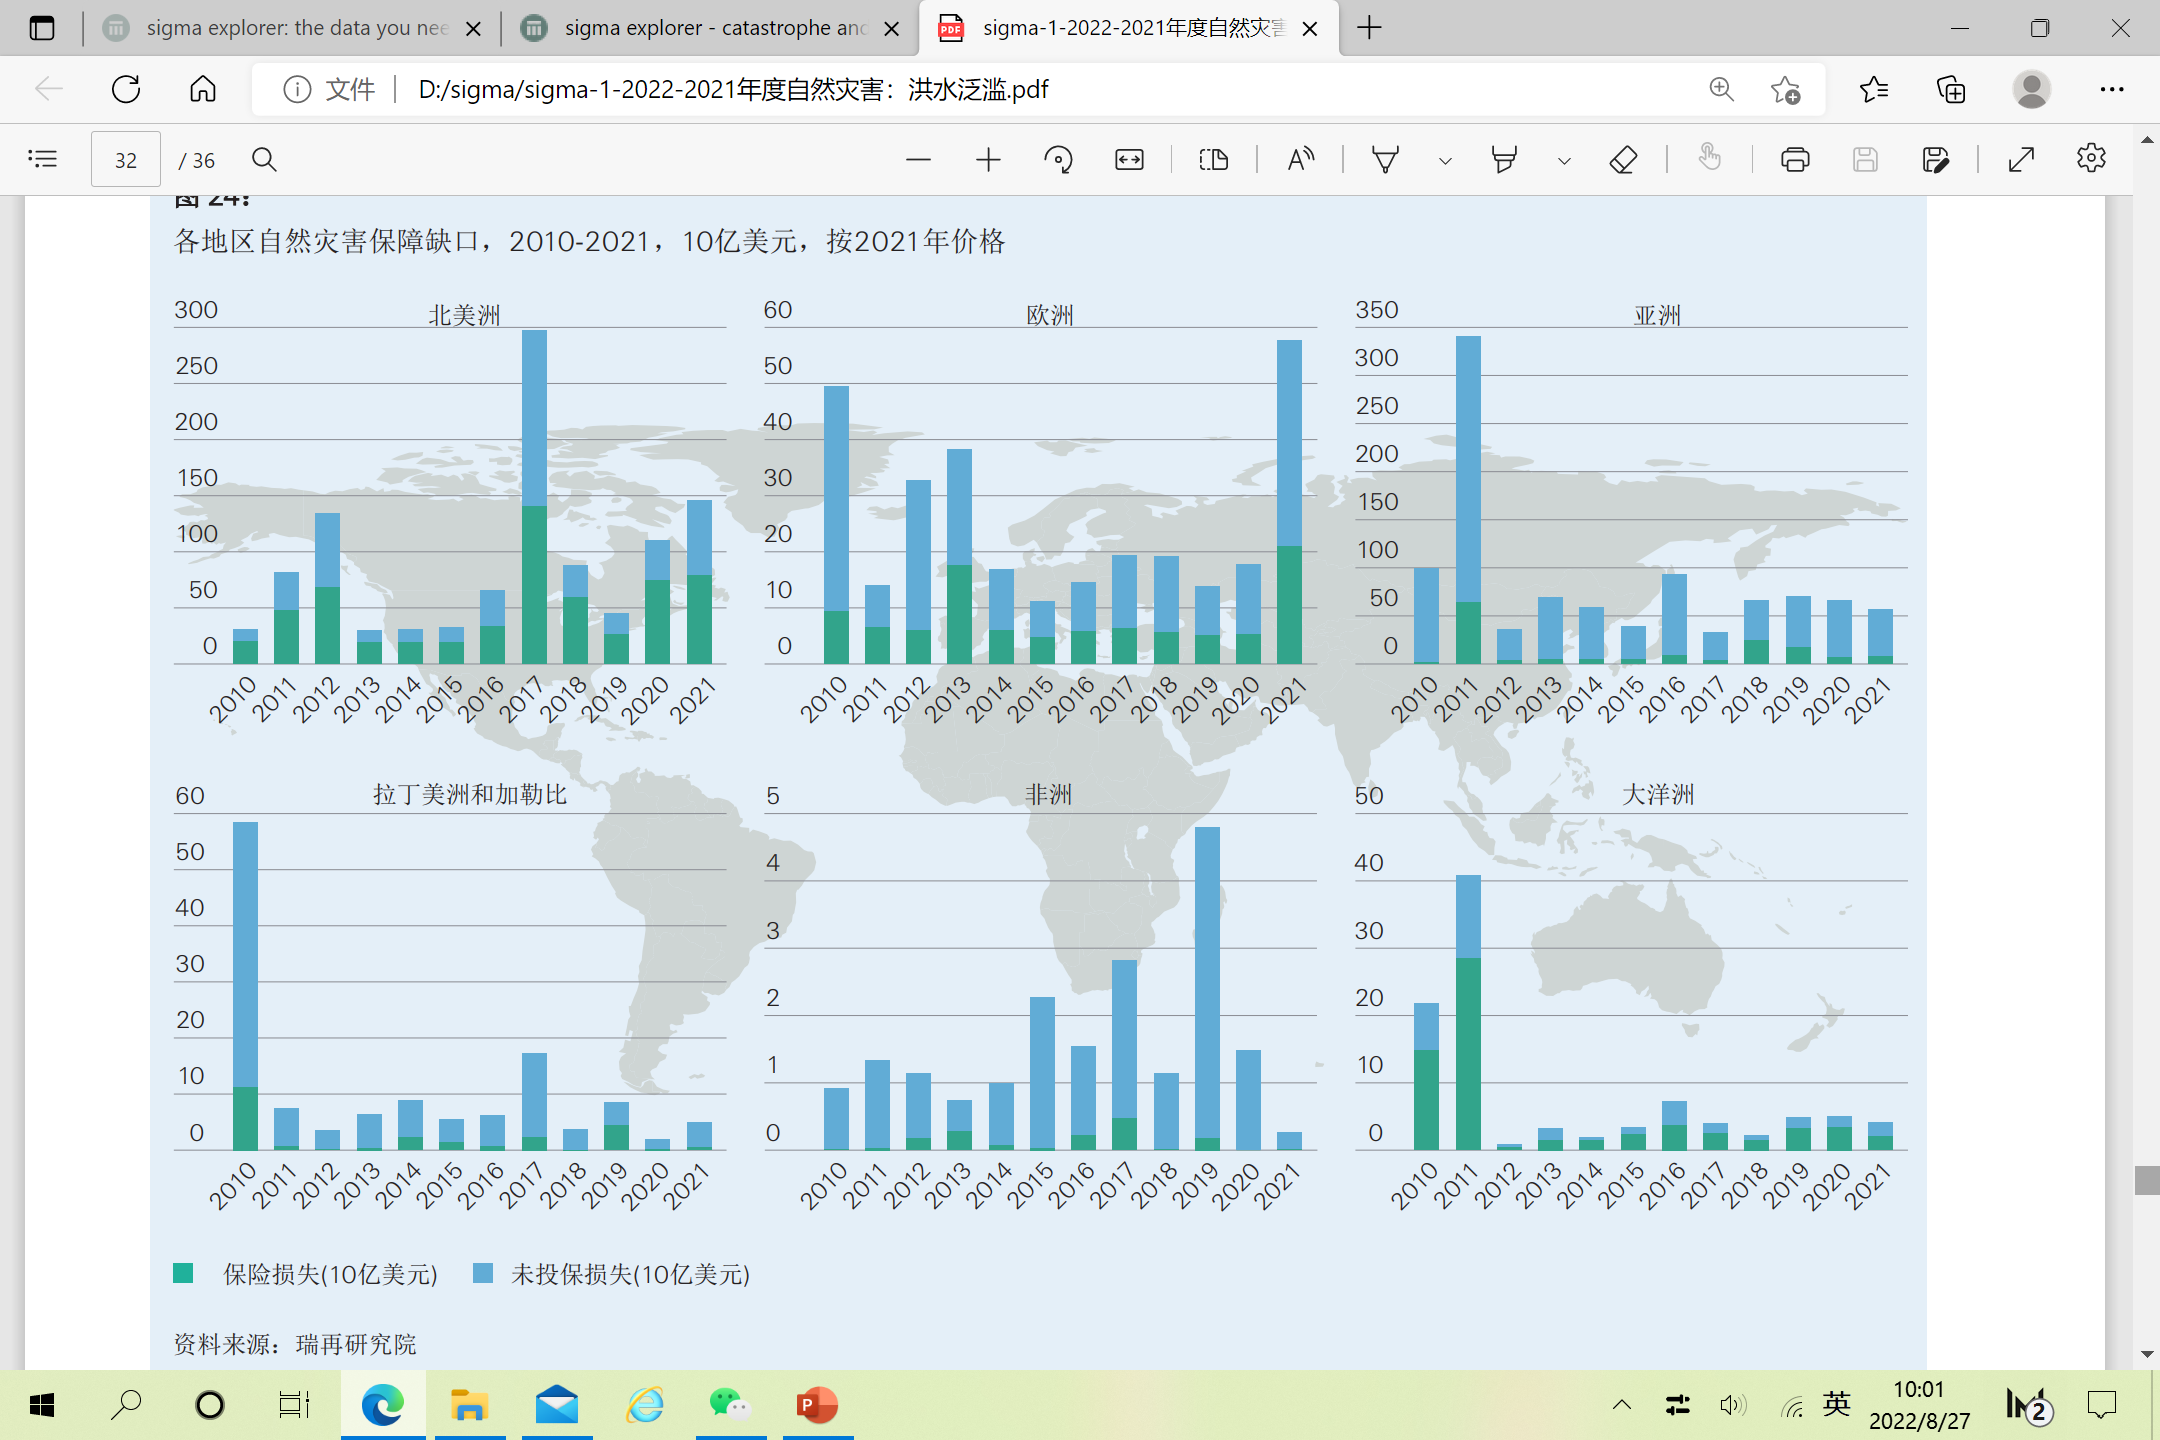 sigma explorer: the data you nee
sigma explorer - catastrophe and
sigma-1-2022-2021年度自然灾害
文件
D:/sigma/sigma-1-2022-2021年度自然灾害：洪水泛滥.pdf
32 / 36
图 24：
各地区自然灾害保障缺口，2010-2021，10亿美元，按2021年价格
北美洲
300
250
200
150
100
50
0
2010 2011 2012 2013 2014 2015 2016 2017 2018 2019 2020 2021
欧洲
60
50
40
30
20
10
0
2010 2011 2012 2013 2014 2015 2016 2017 2018 2019 2020 2021
亚洲
350
300
250
200
150
100
50
0
2010 2011 2012 2013 2014 2015 2016 2017 2018 2019 2020 2021
拉丁美洲和加勒比
60
50
40
30
20
10
0
2010 2011 2012 2013 2014 2015 2016 2017 2018 2019 2020 2021
非洲
5
4
3
2
1
0
2010 2011 2012 2013 2014 2015 2016 2017 2018 2019 2020 2021
大洋洲
50
40
30
20
10
0
2010 2011 2012 2013 2014 2015 2016 2017 2018 2019 2020 2021
保险损失(10亿美元) 未投保损失(10亿美元)
资料来源：瑞再研究院
英
10:01
2022/8/27
2